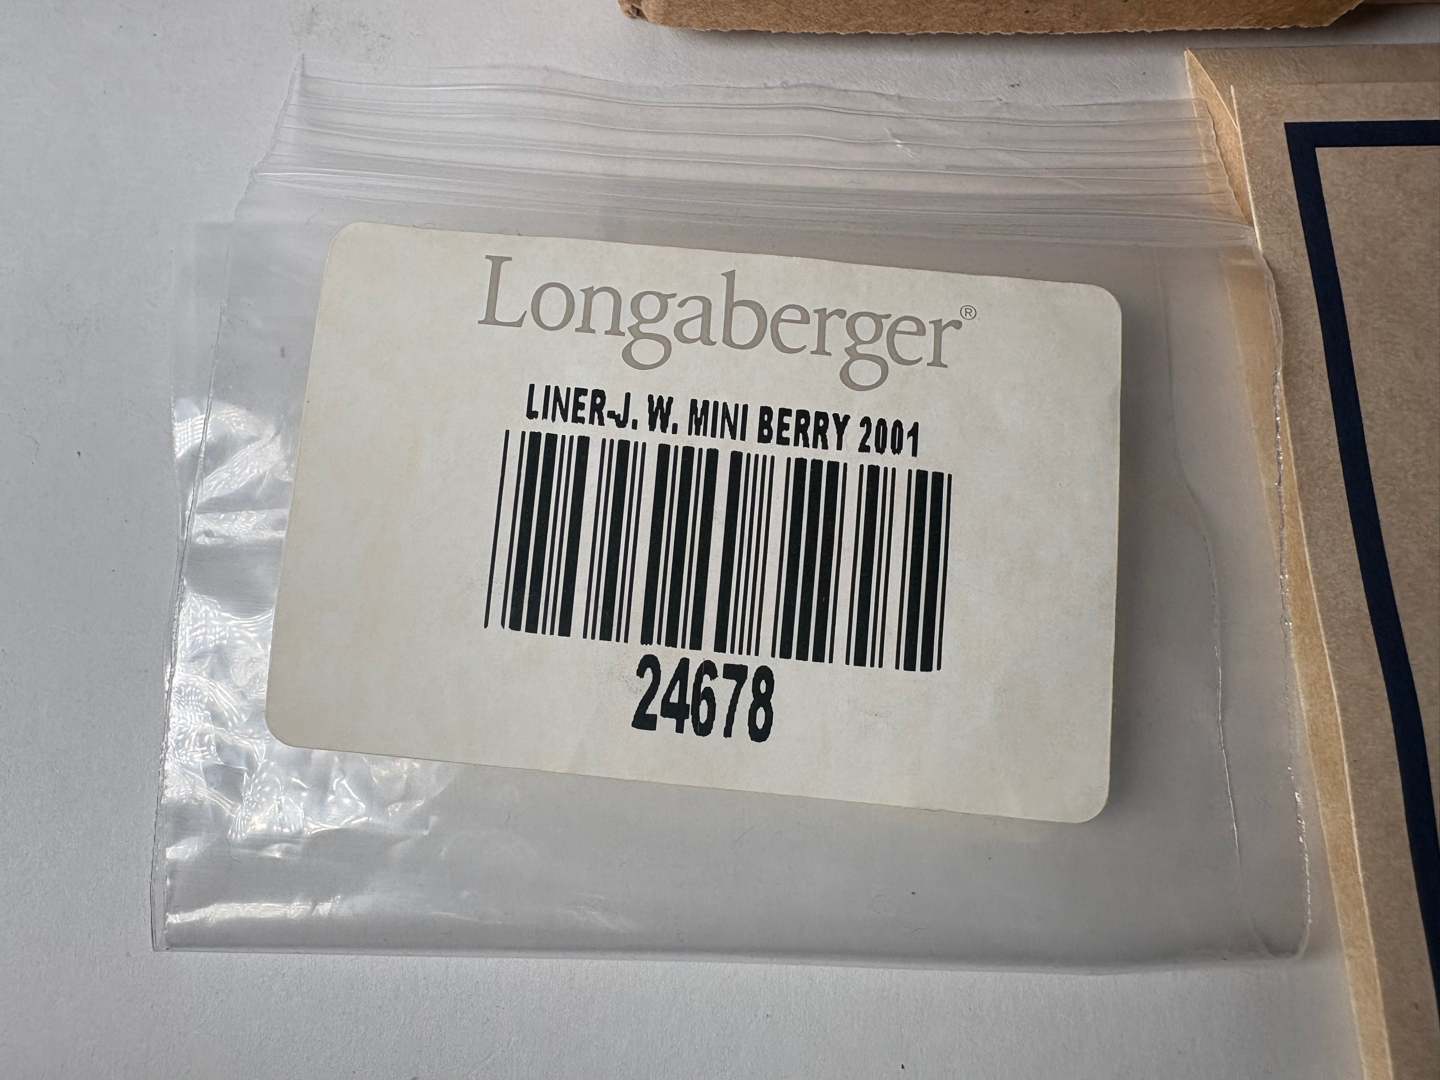 Longaberger®
LINER-J. W. MINI BERRY 2001
24678